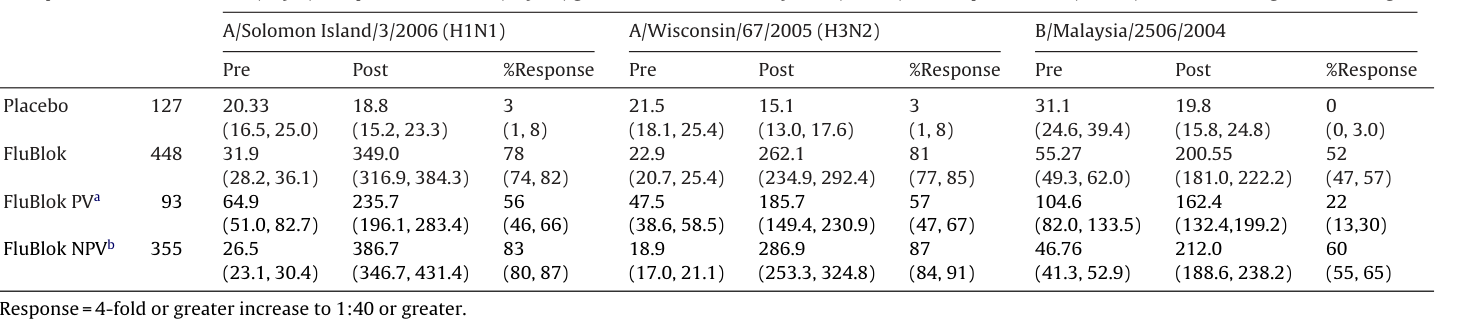 A/Solomon Island/3/2006 (H1N1) A/Wisconsin/67/2005 (H3N2) B/Malaysia/2506/2004
Pre Post %Response Pre Post %Response Pre Post %Response
Placebo 127 20.33 18.8 3 21.5 15.1 3 31.1 19.8 0
(16.5, 25.0) (15.2, 23.3) (1, 8) (18.1, 25.4) (13.0, 17.6) (1, 8) (24.6, 39.4) (15.8, 24.8) (0, 3.0)
FluBlok 448 31.9 349.0 78 22.9 262.1 81 55.27 200.55 52
(28.2, 36.1) (316.9, 384.3) (74, 82) (20.7, 25.4) (234.9, 292.4) (77, 85) (49.3, 62.0) (181.0, 222.2) (47, 57)
FluBlok PVa 93 64.9 235.7 56 47.5 185.7 57 104.6 162.4 22
(51.0, 82.7) (196.1, 283.4) (46, 66) (38.6, 58.5) (149.4, 230.9) (47, 67) (82.0, 133.5) (132.4,199.2) (13,30)
FluBlok NPVb 355 26.5 386.7 83 18.9 286.9 87 46.76 212.0 60
(23.1, 30.4) (346.7, 431.4) (80, 87) (17.0, 21.1) (253.3, 324.8) (84, 91) (41.3, 52.9) (188.6, 238.2) (55, 65)
Response = 4-fold or greater increase to 1:40 or greater.